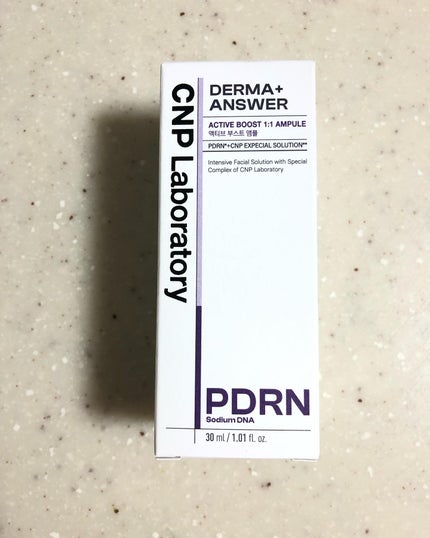 CNP Laboratory
DERMA+
ANSWER
ACTIVE BOOST 1:1 AMPULE
액티브 부스트 앰플
PDRN*+CNP EXPECIAL SOLUTION**
Intensive Facial Solution with Special
Complex of CNP Laboratory
PDRN
Sodium DNA
30 ml / 1.01 fl. oz.